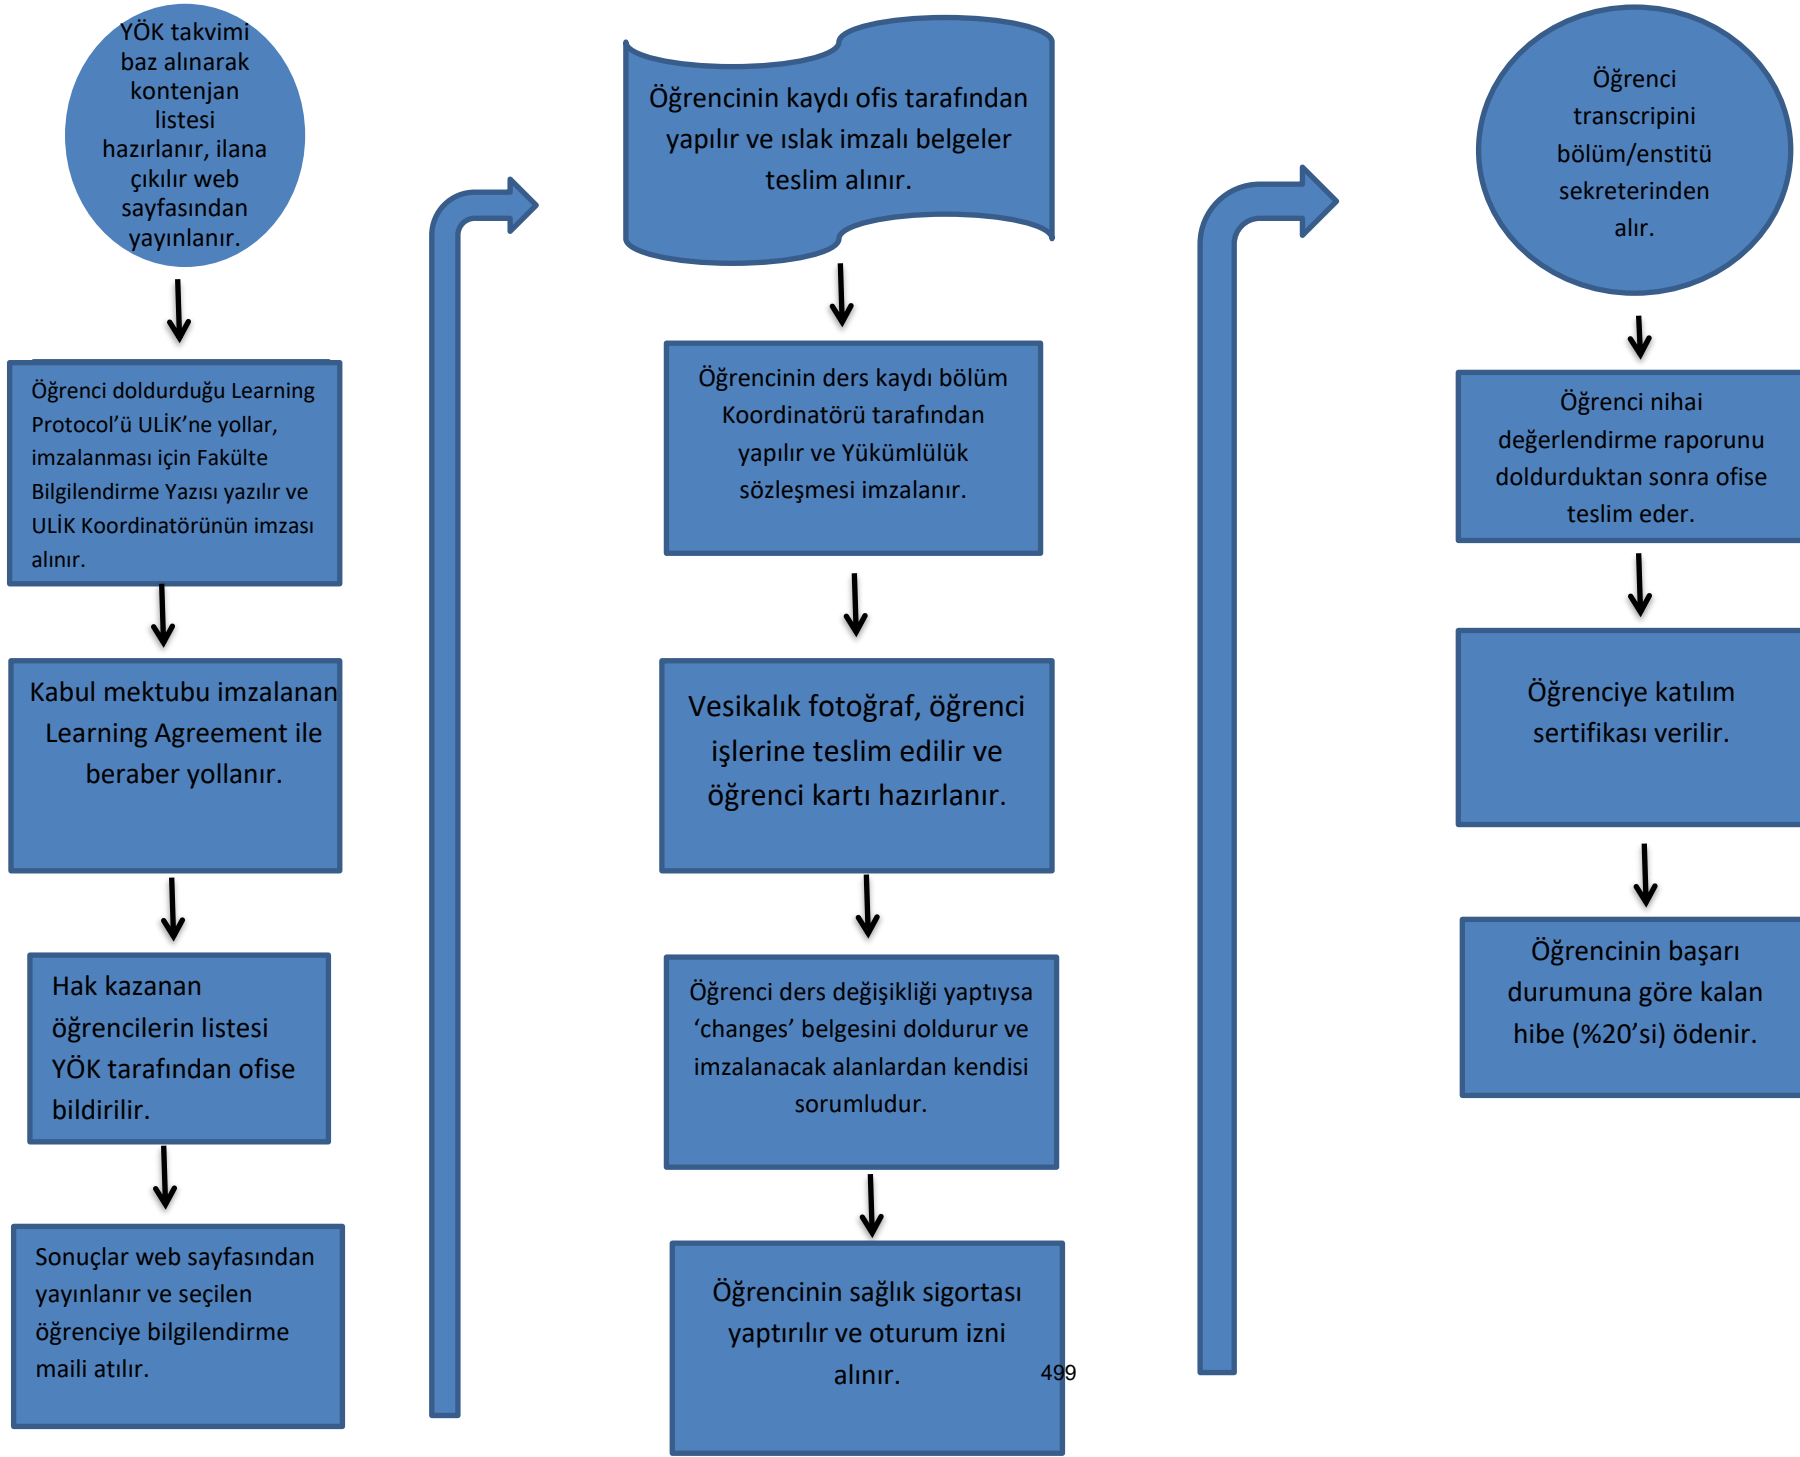 YÖK takvimi
baz alınarak
kontenjan
listesi
hazırlanır, ilana
çıkılır web
sayfasından
yayınlanır.
Öğrenci doldurduğu Learning
Protocol’ü ULİK’ne yollar,
imzalanması için Fakülte
Bilgilendirme Yazısı yazılır ve
ULİK Koordinatörünün imzası
alınır.
Kabul mektubu imzalanan
Learning Agreement ile
beraber yollanır.
Hak kazanan
öğrencilerin listesi
YÖK tarafından ofise
bildirilir.
Sonuçlar web sayfasından
yayınlanır ve seçilen
öğrenciye bilgilendirme
maili atılır.
Öğrencinin kaydı ofis tarafından
yapılır ve ıslak imzalı belgeler
teslim alınır.
Öğrencinin ders kaydı bölüm
Koordinatörü tarafından
yapılır ve Yükümlülük
sözleşmesi imzalanır.
Vesikalık fotoğraf, öğrenci
işlerine teslim edilir ve
öğrenci kartı hazırlanır.
Öğrenci ders değişikliği yaptıysa
‘changes’ belgesini doldurur ve
imzalanacak alanlardan kendisi
sorumludur.
Öğrencinin sağlık sigortası
yaptırılır ve oturum izni
alınır.
499
Öğrenci
transcripini
bölüm/enstitü
sekreterinden
alır.
Öğrenci nihai
değerlendirme raporunu
doldurduktan sonra ofise
teslim eder.
Öğrenciye katılım
sertifikası verilir.
Öğrencinin başarı
durumuna göre kalan
hibe (%20’si) ödenir.